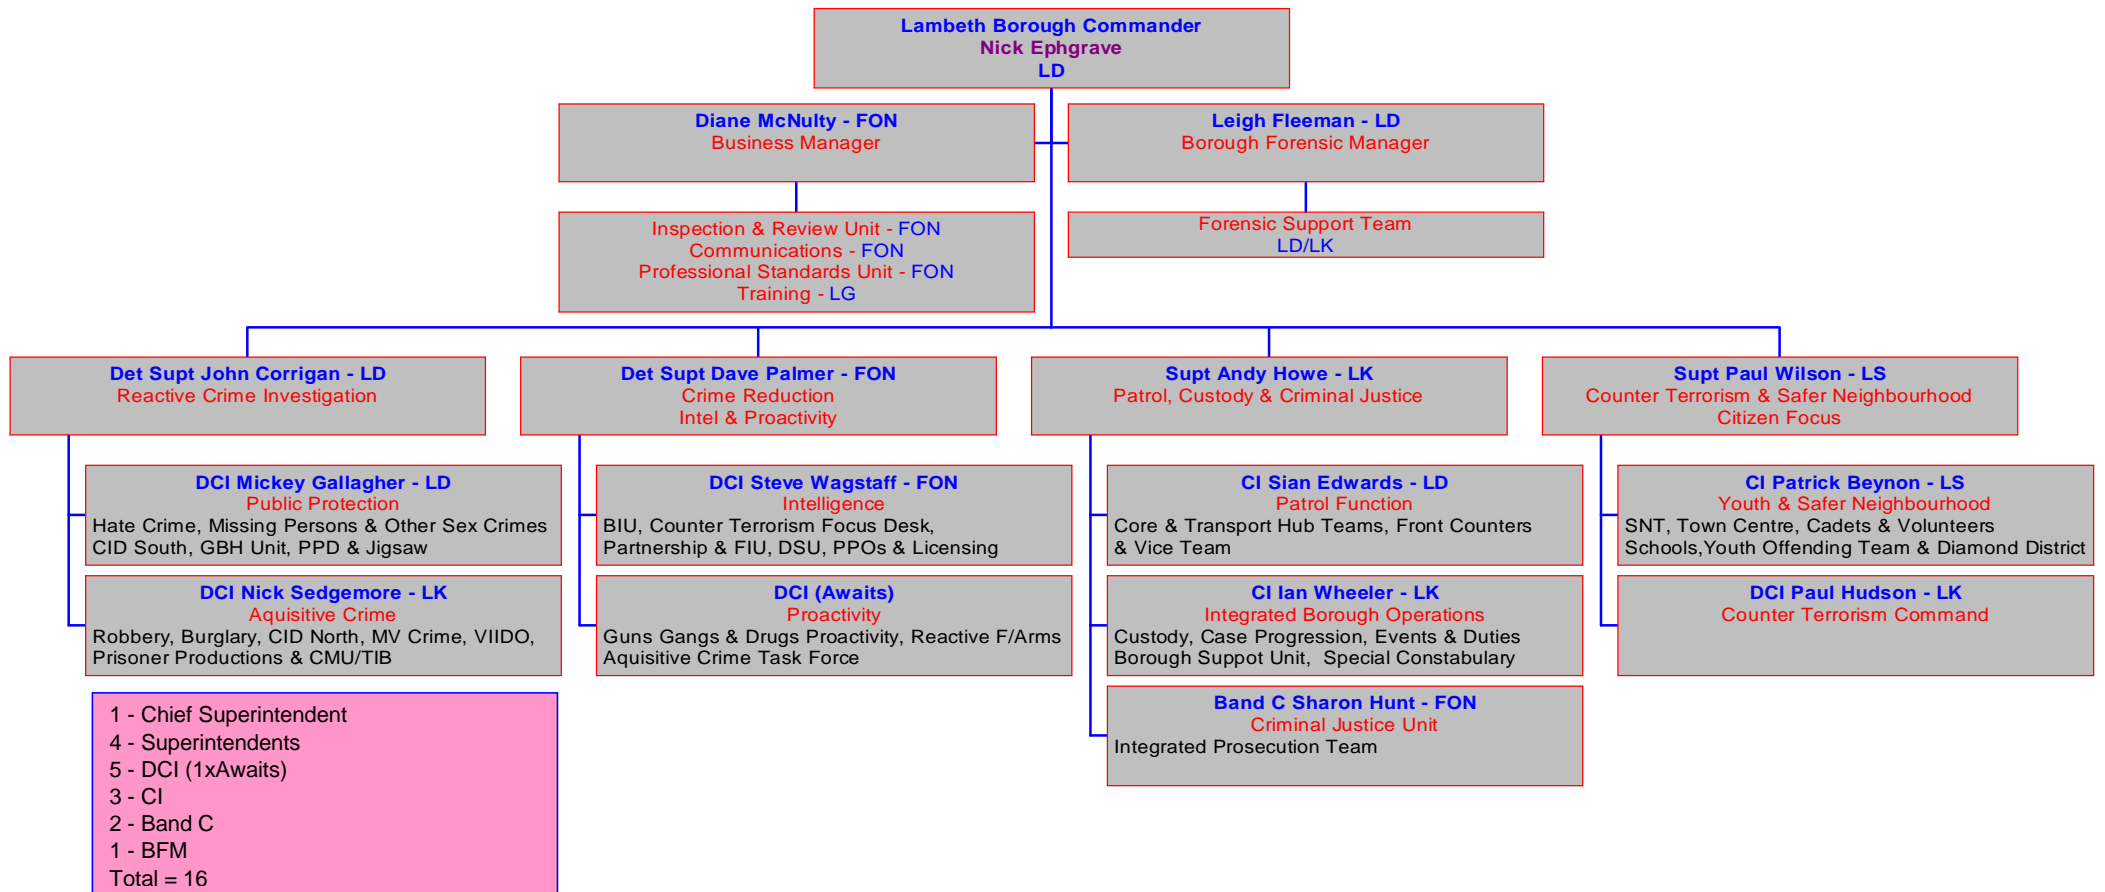 Lambeth Borough Commander
Nick Ephgrave
LD
Diane McNulty - FON
Business Manager
Leigh Fleeman - LD
Borough Forensic Manager
Inspection & Review Unit - FON
Communications - FON
Professional Standards Unit - FON
Training - LG
Forensic Support Team
LD/LK
Det Supt John Corrigan - LD
Reactive Crime Investigation
Det Supt Dave Palmer - FON
Crime Reduction
Intel & Proactivity
Supt Andy Howe - LK
Patrol, Custody & Criminal Justice
Supt Paul Wilson - LS
Counter Terrorism & Safer Neighbourhood
Citizen Focus
DCI Mickey Gallagher - LD
Public Protection
Hate Crime, Missing Persons & Other Sex Crimes
CID South, GBH Unit, PPD & Jigsaw
DCI Steve Wagstaff - FON
Intelligence
BIU, Counter Terrorism Focus Desk,
Partnership & FIU, DSU, PPOs & Licensing
CI Sian Edwards - LD
Patrol Function
Core & Transport Hub Teams, Front Counters
& Vice Team
CI Patrick Beynon - LS
Youth & Safer Neighbourhood
SNT, Town Centre, Cadets & Volunteers
Schools,Youth Offending Team & Diamond District
DCI Nick Sedgemore - LK
Aquisitive Crime
Robbery, Burglary, CID North, MV Crime, VIIDO,
Prisoner Productions & CMU/TIB
DCI (Awaits)
Proactivity
Guns Gangs & Drugs Proactivity, Reactive F/Arms
Aquisitive Crime Task Force
CI Ian Wheeler - LK
Integrated Borough Operations
Custody, Case Progression, Events & Duties
Borough Suppot Unit, Special Constabulary
DCI Paul Hudson - LK
Counter Terrorism Command
Band C Sharon Hunt - FON
Criminal Justice Unit
Integrated Prosecution Team
1 - Chief Superintendent
4 - Superintendents
5 - DCI (1xAwaits)
3 - CI
2 - Band C
1 - BFM
Total = 16